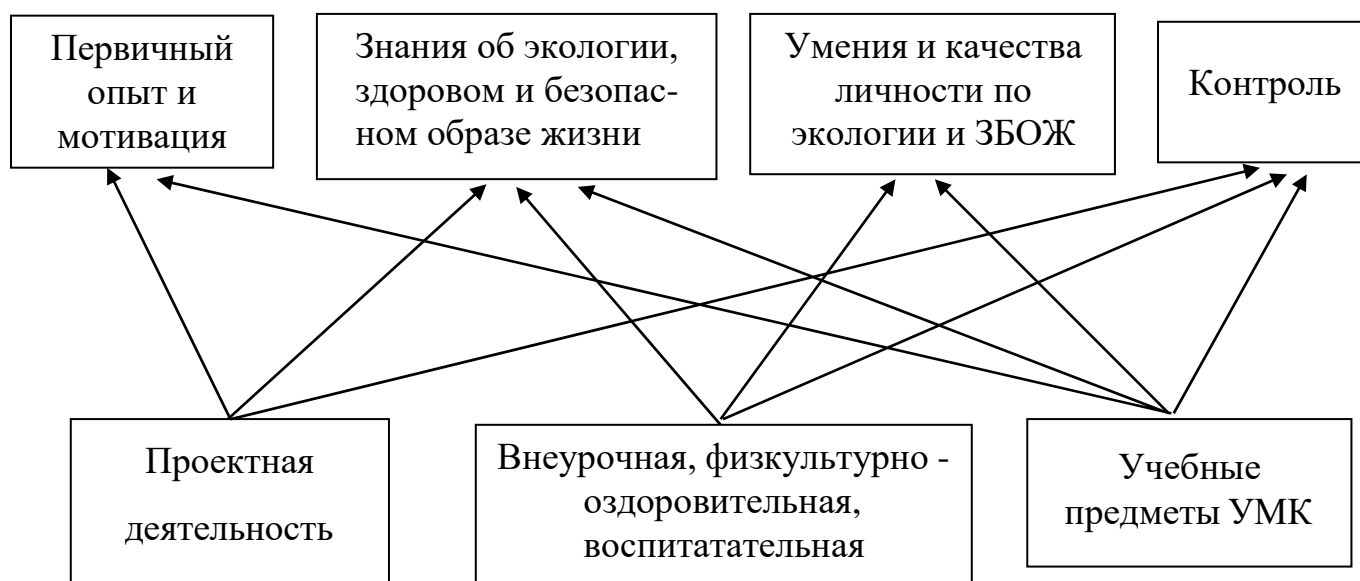 Первичный
опыт и
мотивация
Знания об экологии,
здоровом и безопас-
ном образе жизни
Умения и качества
личности по
экологии и ЗБОЖ
Контроль
Проектная
деятельность
Внеурочная, физкультурно -
оздоровительная,
воспитатательная
Учебные
предметы УМК